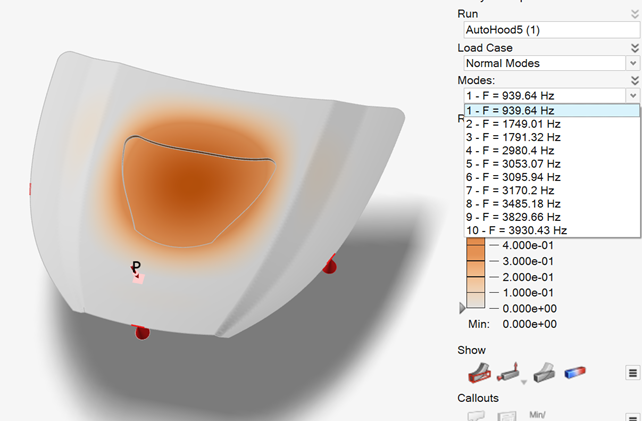 Run
AutoHood5 (1)
Load Case
Normal Modes
Modes:
1 - F = 939.64 Hz
1 - F = 939.64 Hz
2 - F = 1749.01 Hz
3 - F = 1791.32 Hz
4 - F = 2980.4 Hz
5 - F = 3053.07 Hz
6 - F = 3095.94 Hz
7 - F = 3170.2 Hz
8 - F = 3485.18 Hz
9 - F = 3829.66 Hz
10 - F = 3930.43 Hz
4.000e-01
3.000e-01
2.000e-01
1.000e-01
0.000e+00
Min: 0.000e+00
P
Show
Callouts
Min/